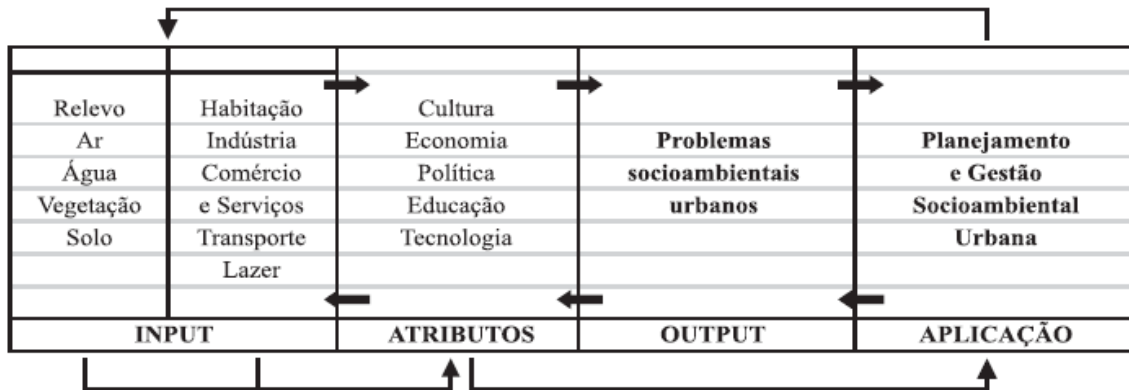 Relevo
Ar
Água
Vegetação
Solo
Habitação
Indústria
Comércio
e Serviços
Transporte
Lazer
Cultura
Economia
Política
Educação
Tecnologia
Problemas
socioambientais
urbanos
Planejamento
e Gestão
Socioambiental
Urbana
INPUT
ATRIBUTOS
OUTPUT
APLICAÇÃO